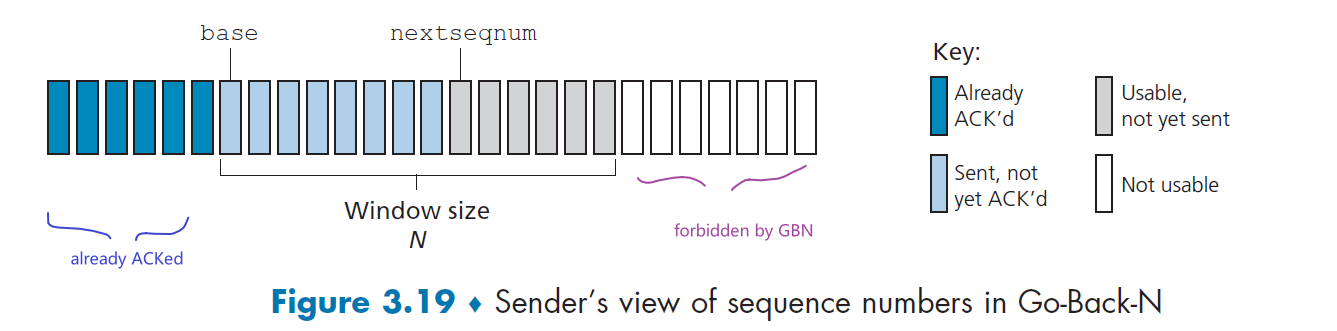 base
nextseqnum
Key:
Already
ACK’d
Usable,
not yet sent
Sent, not
yet ACK’d
Not usable
Window size
N
forbidden by GBN
already ACKed
Figure 3.19 ♦ Sender’s view of sequence numbers in Go-Back-N